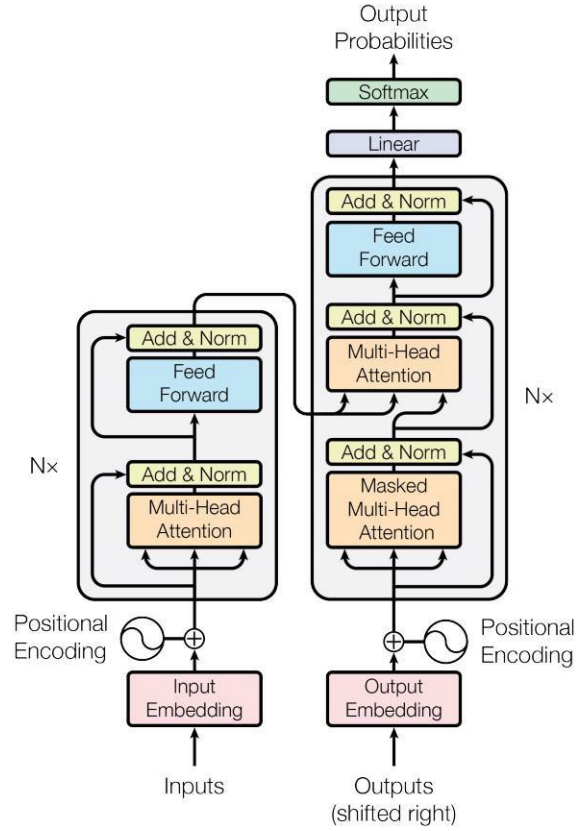 Output
Probabilities
Softmax
Linear
Add & Norm
Feed
Forward
Add & Norm
Multi-Head
Attention
Add & Norm
Masked
Multi-Head
Attention
Nx
Add & Norm
Feed
Forward
Add & Norm
Multi-Head
Attention
Nx
Positional
Encoding
Input
Embedding
Inputs
Positional
Encoding
Output
Embedding
Outputs
(shifted right)